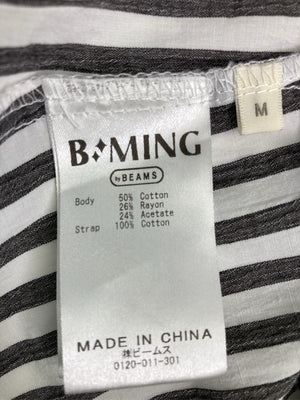 M
B♦MING
by BEAMS
Body 50% Cotton
26% Rayon
24% Acetate
Strap 100% Cotton
MADE IN CHINA
㈱ビームス
0120-011-301